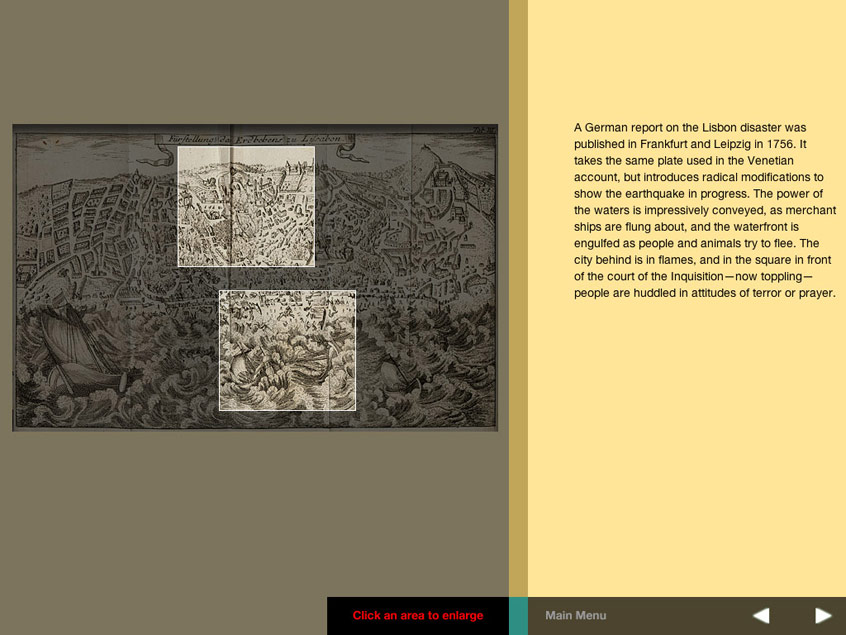 Fürstellung des Erdbebens zu Lissabon.
A German report on the Lisbon disaster was
published in Frankfurt and Leipzig in 1756. It
takes the same plate used in the Venetian
account, but introduces radical modifications to
show the earthquake in progress. The power of
the waters is impressively conveyed, as merchant
ships are flung about, and the waterfront is
engulfed as people and animals try to flee. The
city behind is in flames, and in the square in front
of the court of the Inquisition—now toppling—
people are huddled in attitudes of terror or prayer.
Click an area to enlarge
Main Menu